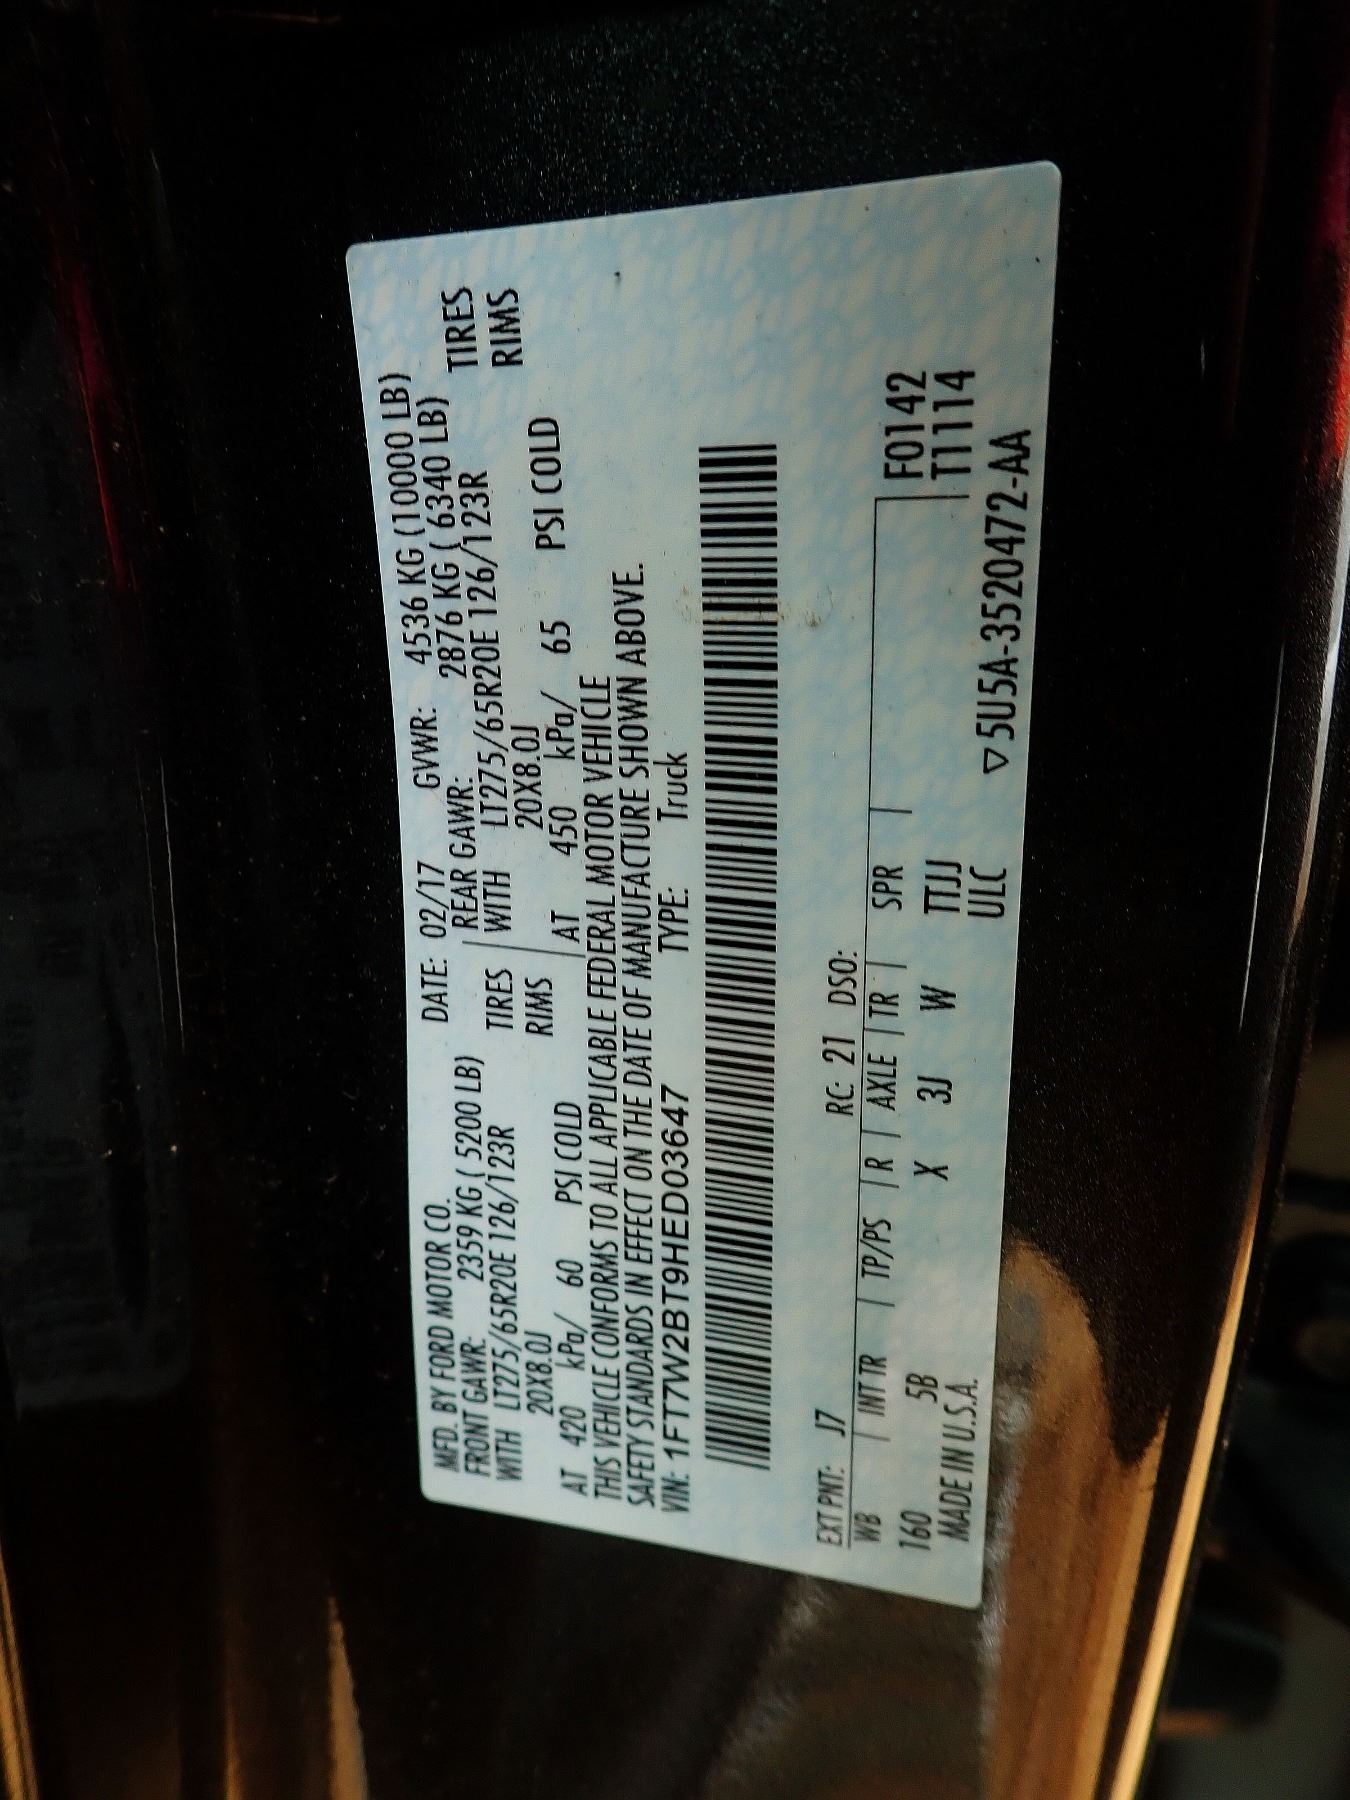 MFD. BY FORD MOTOR CO. DATE: 02/17 GVWR: 4536 KG (10000 LB)
FRONT GAWR: 2359 KG ( 5200 LB) REAR GAWR: 2876 KG ( 6340 LB)
WITH LT275/65R20E 126/123R TIRES WITH LT275/65R20E 126/123R TIRES
20X8.0J RIMS 20X8.0J RIMS
AT 420 kPa/ 60 PSI COLD AT 450 kPa/ 65 PSI COLD
THIS VEHICLE CONFORMS TO ALL APPLICABLE FEDERAL MOTOR VEHICLE
SAFETY STANDARDS IN EFFECT ON THE DATE OF MANUFACTURE SHOWN ABOVE.
VIN: 1FT7W2BT9HED03647 TYPE: Truck
EXT PNT: J7 RC: 21 DSO:
WB | INT TR | TP/PS | R | AXLE | TR | SPR | F0142
160 5B X 3J W TTJJ T1114
MADE IN U.S.A. ULC
▽5U5A-3520472-AA